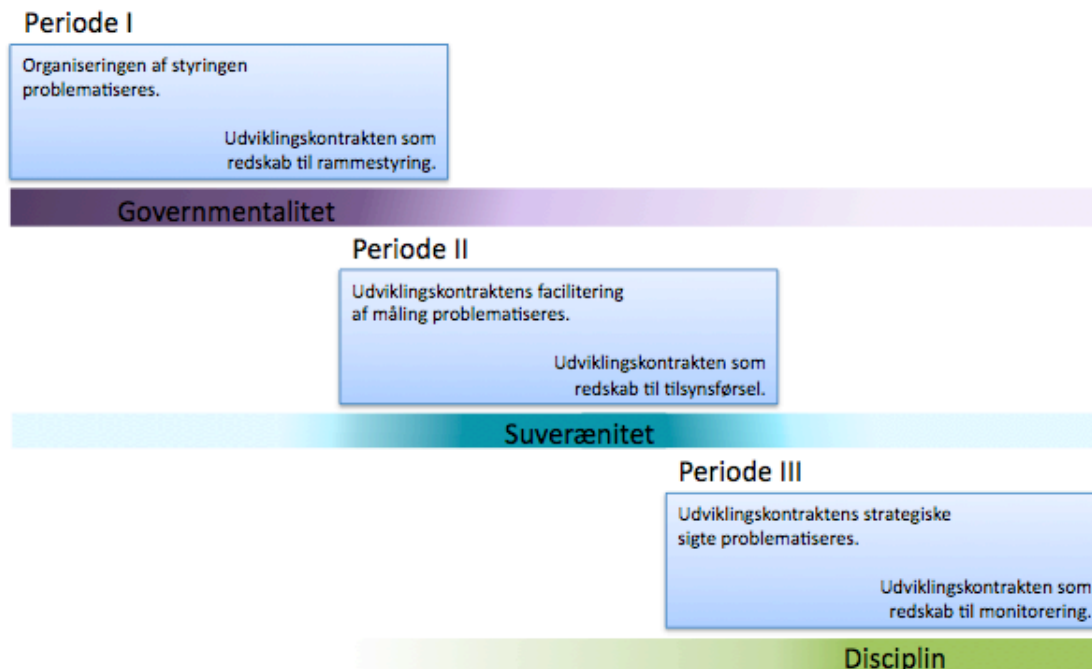 Periode I
Organiseringen af styringen
problematiseres.
Udviklingskontrakten som
redskab til rammestyring.
Governmentalitet
Periode II
Udviklingskontraktens facilitering
af måling problematiseres.
Udviklingskontrakten som
redskab til tilsynsførsel.
Suverænitet
Periode III
Udviklingskontraktens strategiske
sigte problematiseres.
Udviklingskontrakten som
redskab til monitorering.
Disciplin